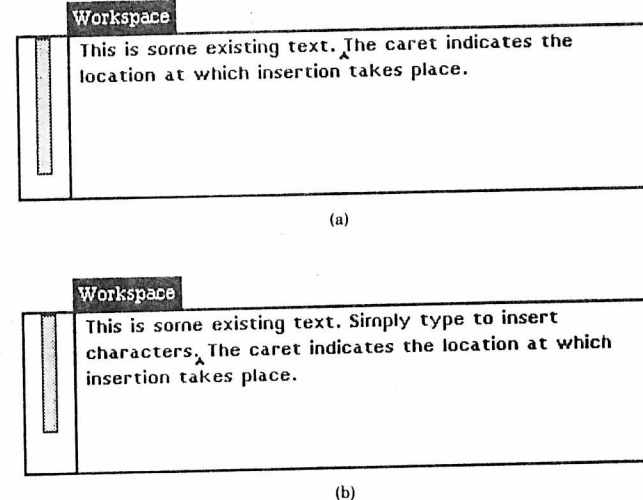 Workspace
This is some existing text. The caret indicates the
location at which insertion takes place.
(a)
Workspace
This is some existing text. Simply type to insert
characters. The caret indicates the location at which
insertion takes place.
(b)